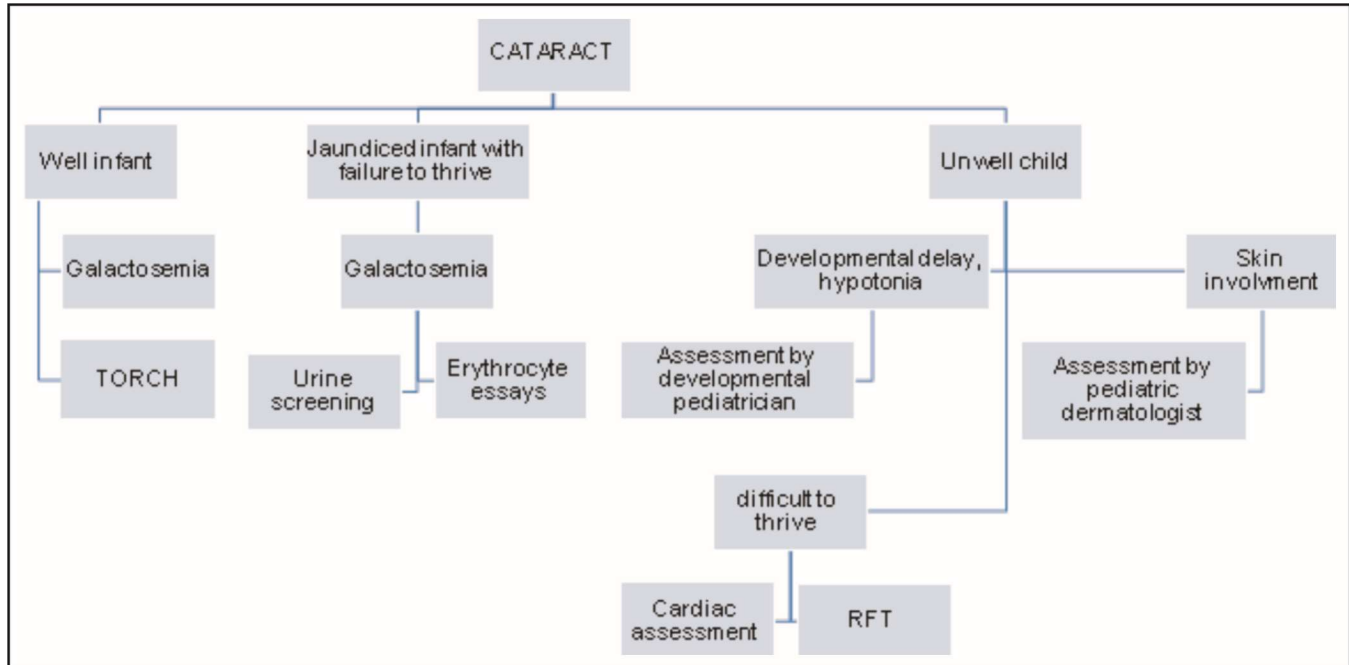 CATARACT
Well infant
Jaundiced infant with
failure to thrive
Unwell child
Galactosemia
Galactosemia
Developmental delay,
hypotonia
Skin
involvment
TORCH
Urine
screening
Erythrocyte
essays
Assessment by
developmental
pediatrician
Assessment by
pediatric
dermatologist
difficult to
thrive
Cardiac
assessment
RFT